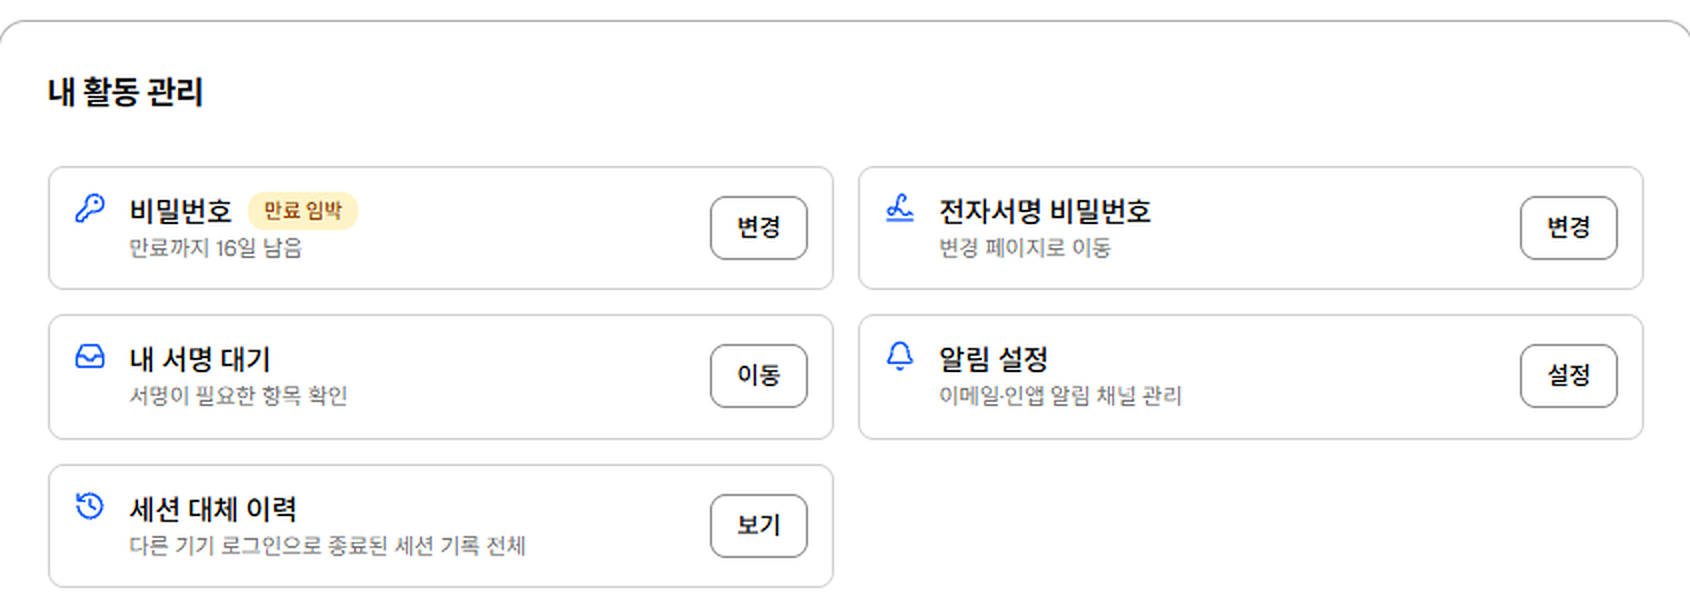 내 활동 관리
비밀번호 만료 임박
만료까지 16일 남음
변경
전자서명 비밀번호
변경 페이지로 이동
변경
내 서명 대기
서명이 필요한 항목 확인
이동
알림 설정
이메일·인앱 알림 채널 관리
설정
세션 대체 이력
다른 기기 로그인으로 종료된 세션 기록 전체
보기